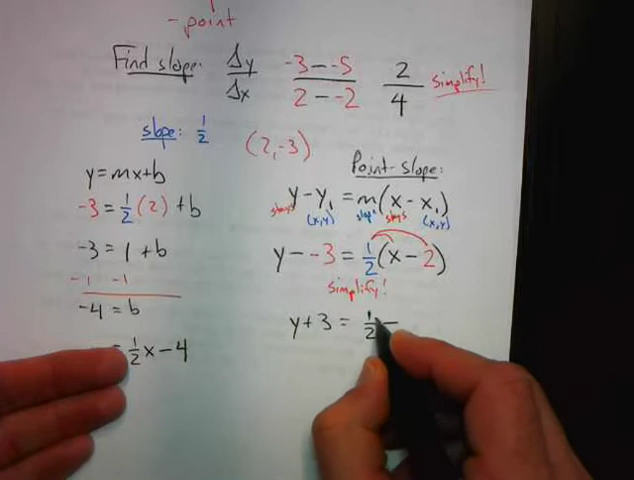 - point
Find slope: Δy/Δx -3--5/2--2 2/4 simplify!
slope: 1/2 (2,-3)
y=mx+b
-3 = 1/2(2) +b
-3 = 1 +b
-1 -1
-4 = b
= 1/2x-4
Point-slope:
y-y₁ = m(x-x₁)
stays (x,y) slope stays (x,y)
y--3 = 1/2(x-2)
simplify!
y+3 = 1/2